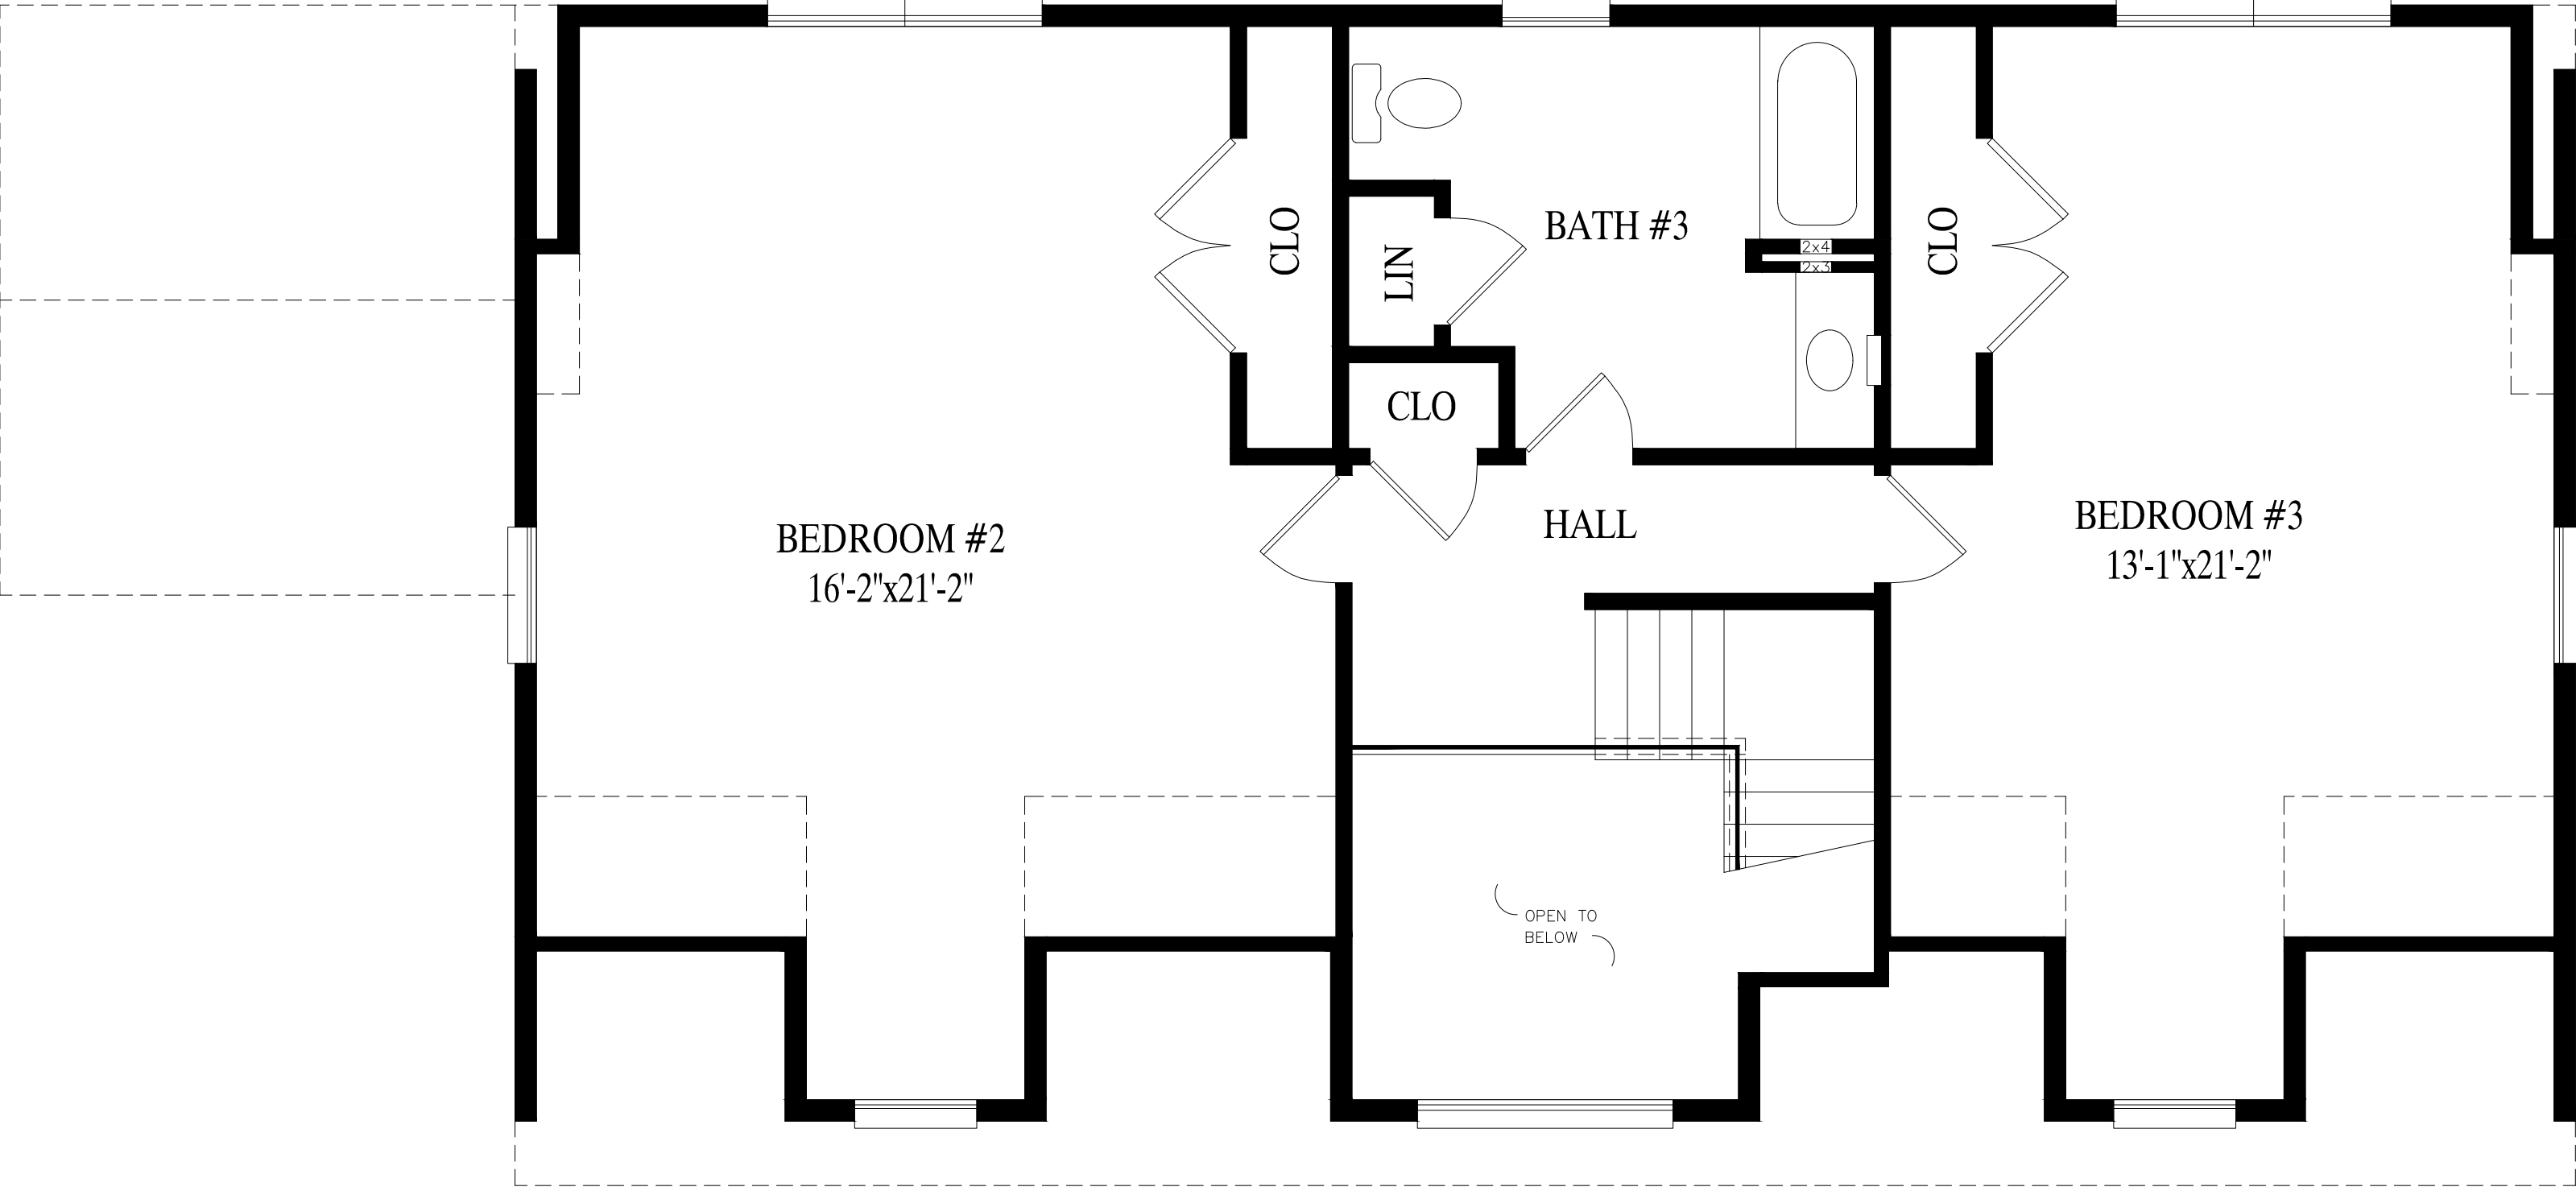 CLO
LIN
BATH #3
2x4
2x3
CLO
CLO
BEDROOM #2
16'-2"x21'-2"
HALL
BEDROOM #3
13'-1"x21'-2"
OPEN TO
BELOW